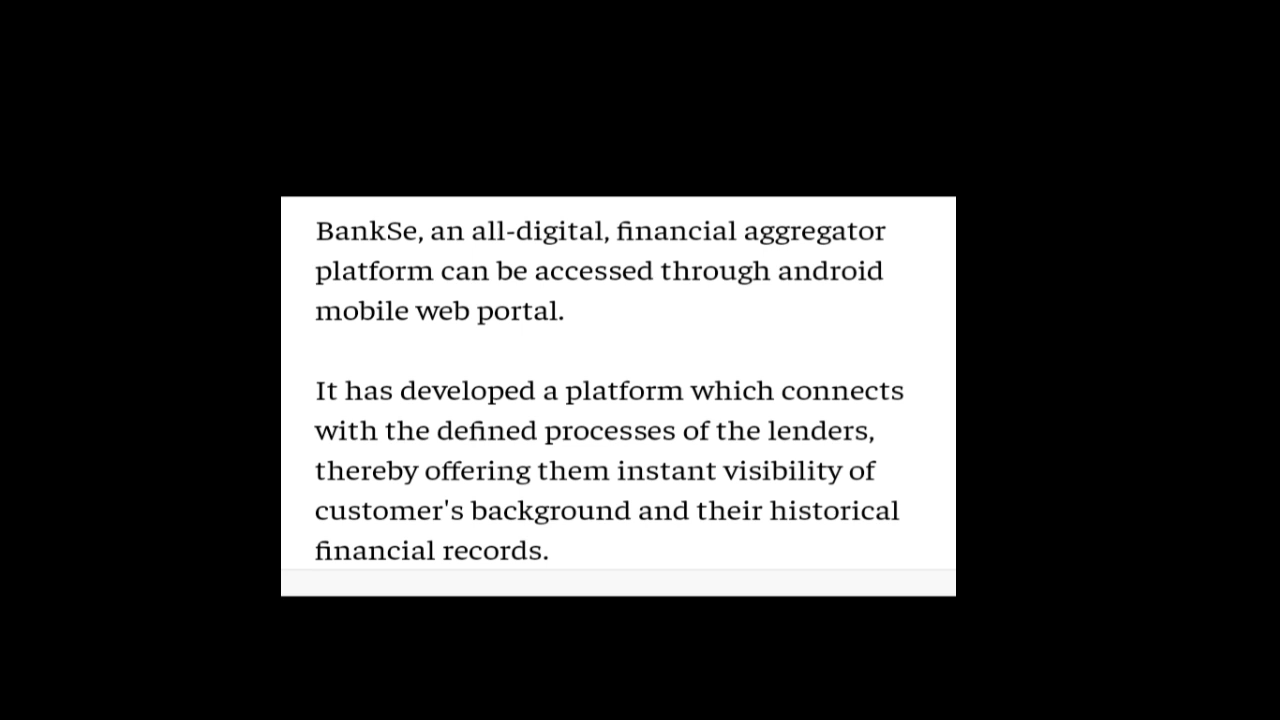 BankSe, an all-digital, financial aggregator
platform can be accessed through android
mobile web portal.
It has developed a platform which connects
with the defined processes of the lenders,
thereby offering them instant visibility of
customer's background and their historical
financial records.